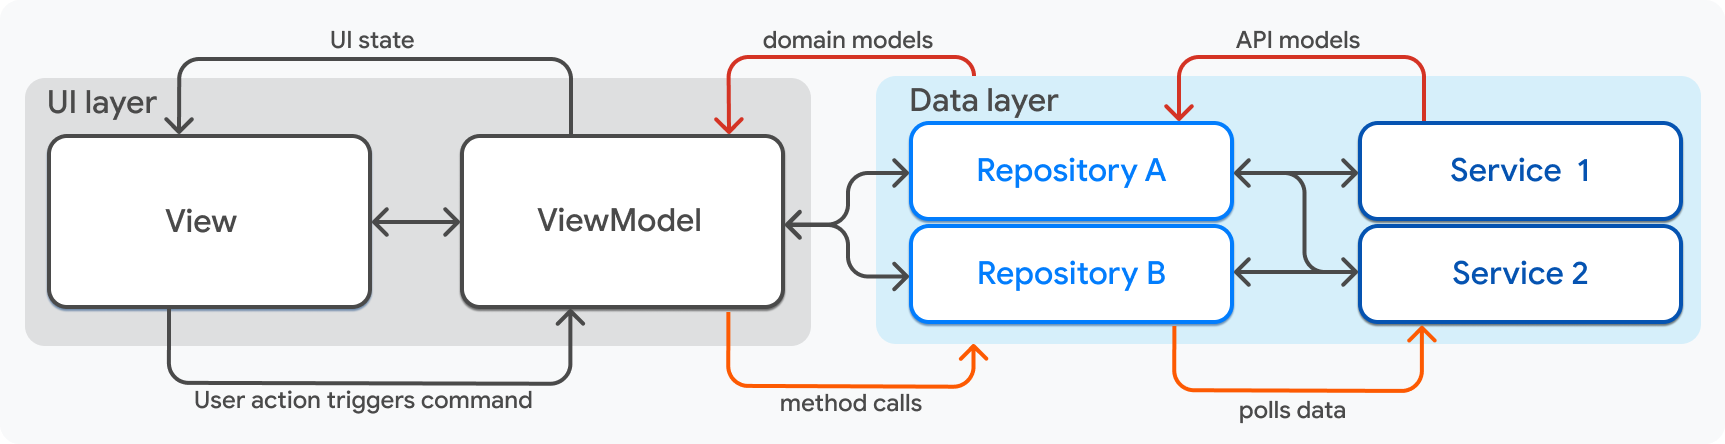 UI state
domain models
API models
UI layer
Data layer
View
ViewModel
Repository A
Service 1
Repository B
Service 2
User action triggers command
method calls
polls data